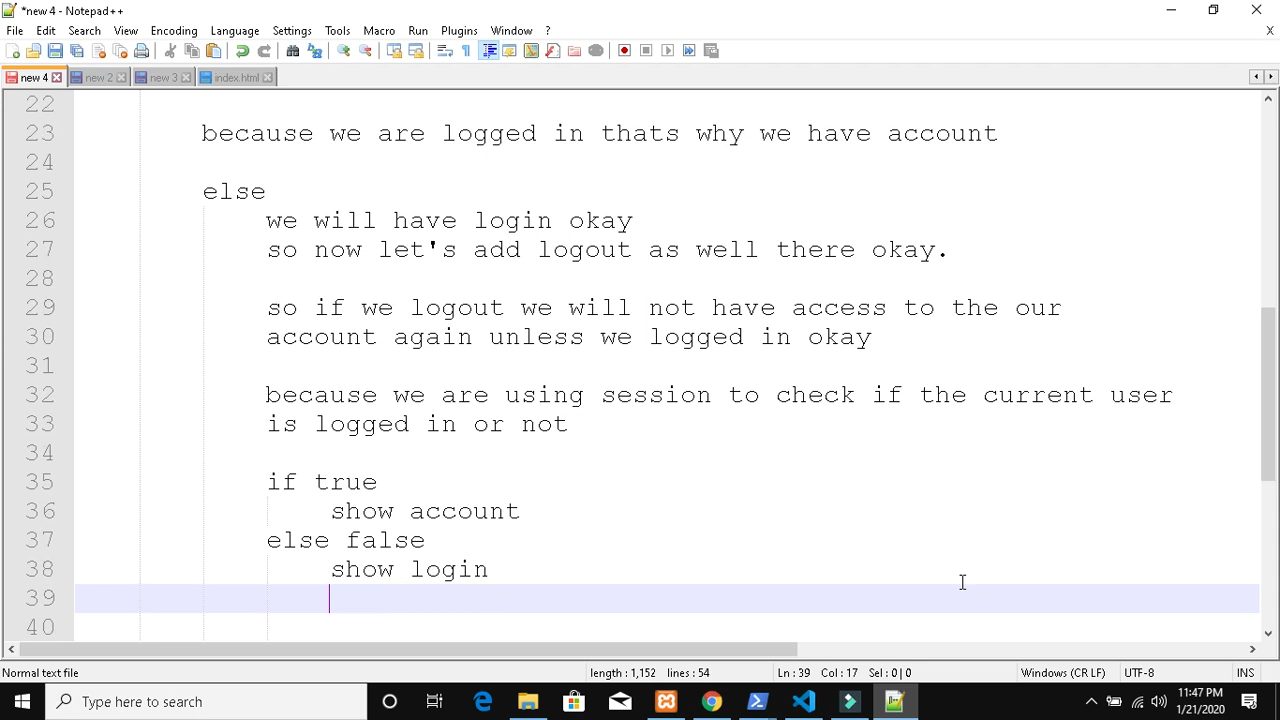 *new 4 - Notepad++
File Edit Search View Encoding Language Settings Tools Macro Run Plugins Window ? X
new 4 new 2 new 3 index.html
22
23 because we are logged in thats why we have account
24
25 else
26 we will have login okay
27 so now let's add logout as well there okay.
28
29 so if we logout we will not have access to the our
30 account again unless we logged in okay
31
32 because we are using session to check if the current user
33 is logged in or not
34
35 if true
36 show account
37 else false
38 show login
39
40
Normal text file length : 1,152 lines : 54 Ln : 39 Col : 17 Sel : 0 | 0 Windows (CR LF) UTF-8 INS
Type here to search
11:47 PM
1/21/2020